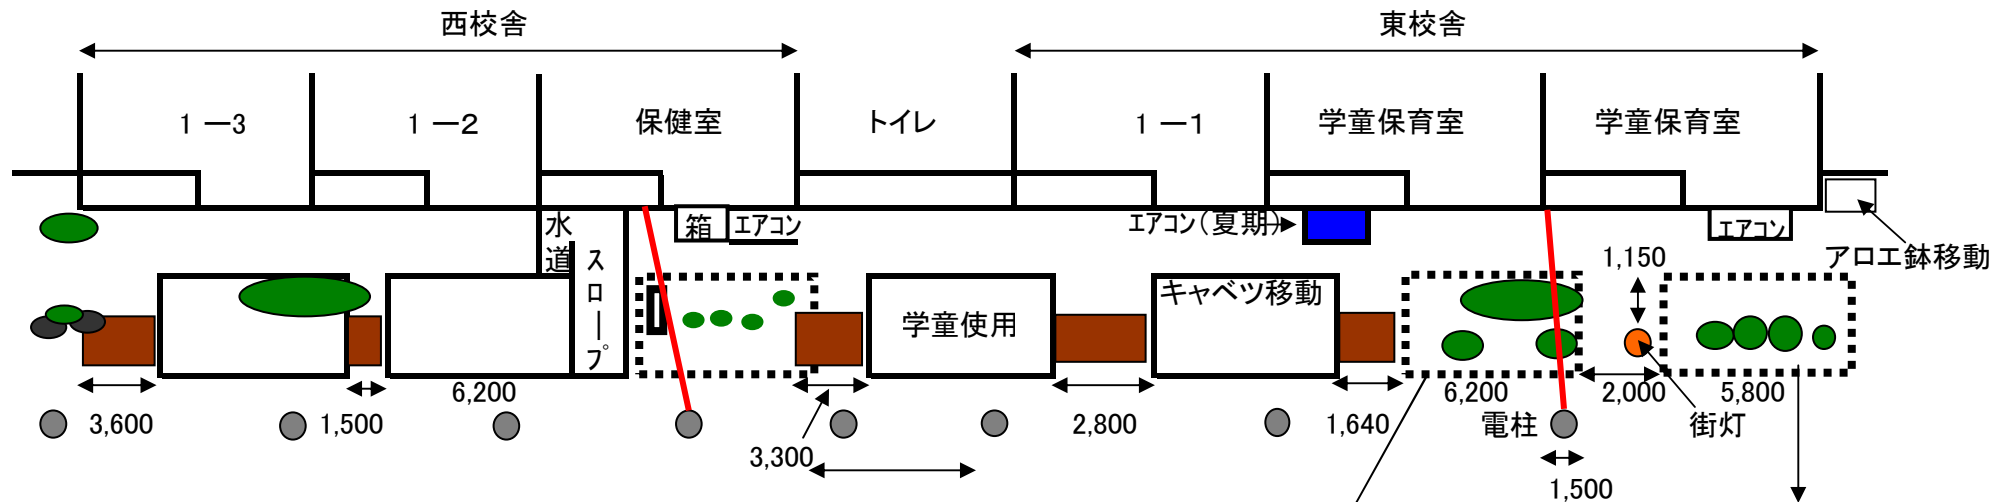 西校舎
東校舎
1 ー3
1 ー2
保健室
トイレ
1 ー1
学童保育室
学童保育室
水道
スロープ
箱
エアコン
エアコン(夏期)
エアコン
1,150
アロエ鉢移動
学童使用
キャベツ移動
3,600
1,500
6,200
3,300
2,800
1,640
6,200
電柱
1,500
2,000
街灯
5,800